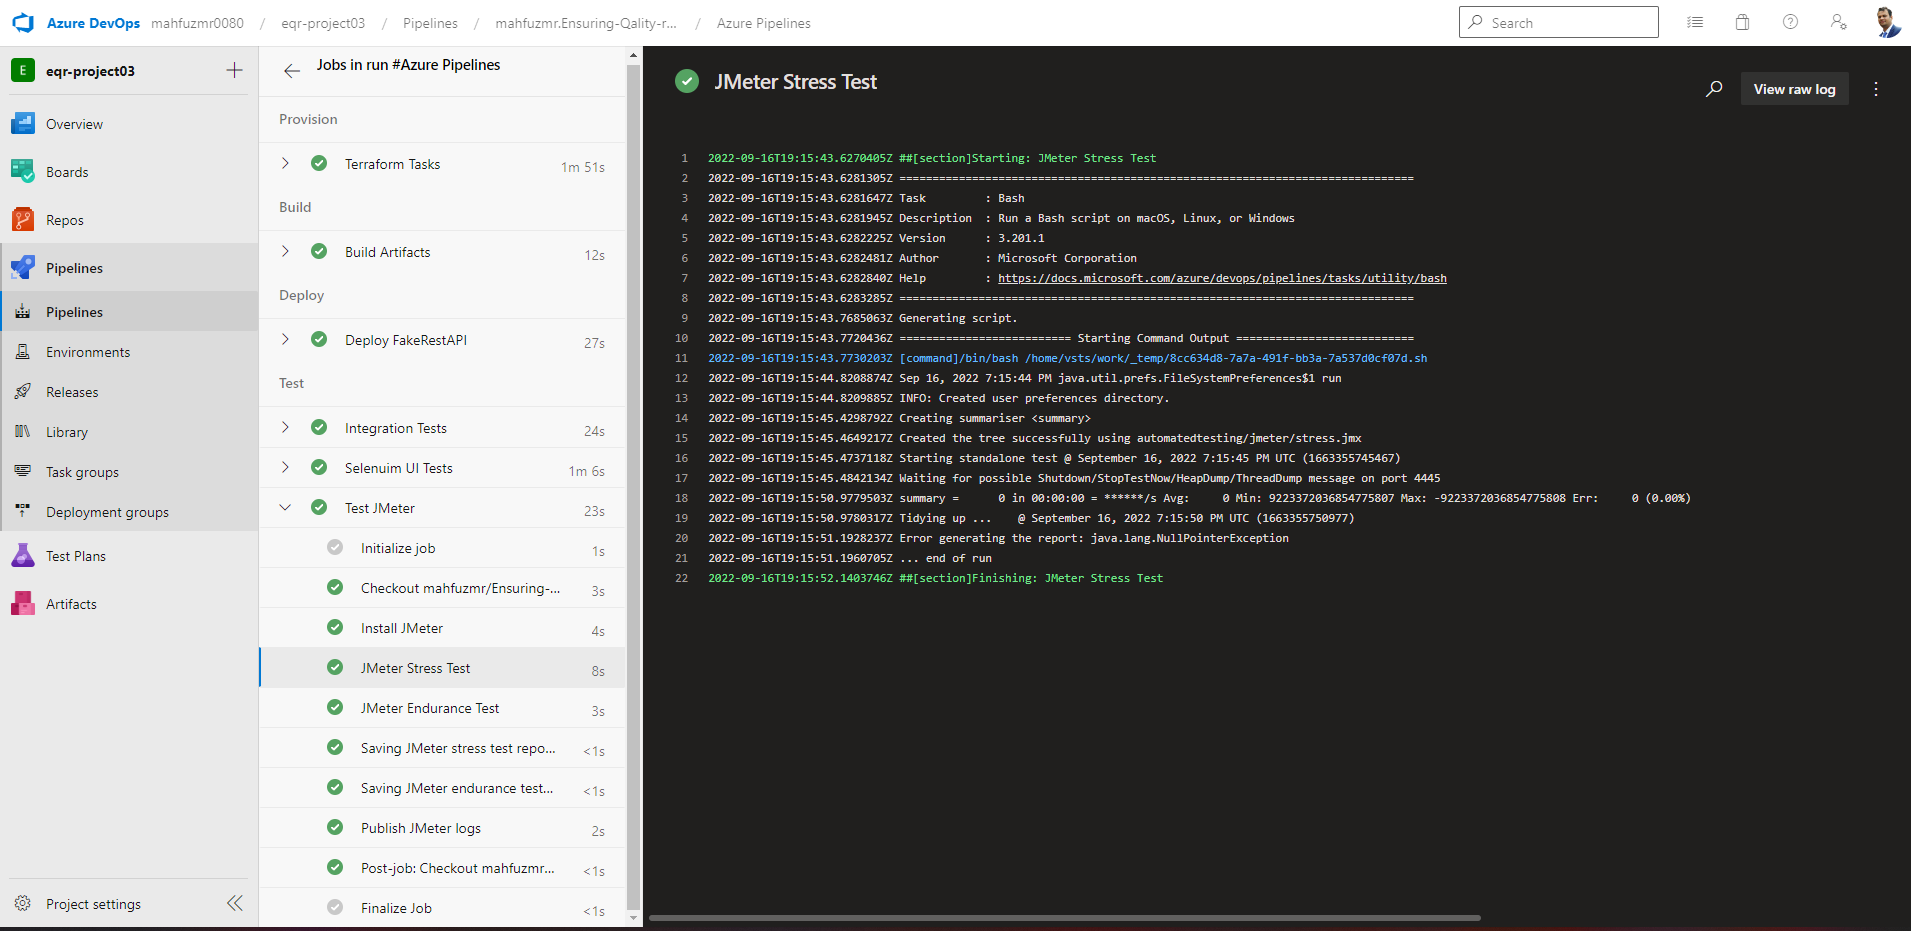 Azure DevOps mahfuzmr0080 / eqr-project03 / Pipelines / mahfuzmr.Ensuring-Qality-r... / Azure Pipelines
Search
E eqr-project03
Overview
Boards
Repos
Pipelines
Pipelines
Environments
Releases
Library
Task groups
Deployment groups
Test Plans
Artifacts
Project settings
Jobs in run #Azure Pipelines
Provision
Terraform Tasks 1m 51s
Build
Build Artifacts 12s
Deploy
Deploy FakeRestAPI 27s
Test
Integration Tests 24s
Selenuim UI Tests 1m 6s
Test JMeter 23s
Initialize job 1s
Checkout mahfuzmr/Ensuring-... 3s
Install JMeter 4s
JMeter Stress Test 8s
JMeter Endurance Test 3s
Saving JMeter stress test repo... <1s
Saving JMeter endurance test... <1s
Publish JMeter logs 2s
Post-job: Checkout mahfuzmr... <1s
Finalize Job <1s
JMeter Stress Test
View raw log
1 2022-09-16T19:15:43.6270405Z ##[section]Starting: JMeter Stress Test
2 2022-09-16T19:15:43.6281305Z ==============================================================================
3 2022-09-16T19:15:43.6281647Z Task         : Bash
4 2022-09-16T19:15:43.6281945Z Description  : Run a Bash script on macOS, Linux, or Windows
5 2022-09-16T19:15:43.6282225Z Version      : 3.201.1
6 2022-09-16T19:15:43.6282481Z Author       : Microsoft Corporation
7 2022-09-16T19:15:43.6282840Z Help         : https://docs.microsoft.com/azure/devops/pipelines/tasks/utility/bash
8 2022-09-16T19:15:43.6283285Z ==============================================================================
9 2022-09-16T19:15:43.7685063Z Generating script.
10 2022-09-16T19:15:43.7720436Z ========================== Starting Command Output ===========================
11 2022-09-16T19:15:43.7730203Z [command]/bin/bash /home/vsts/work/_temp/8cc634d8-7a7a-491f-bb3a-7a537d0cf07d.sh
12 2022-09-16T19:15:44.8208874Z Sep 16, 2022 7:15:44 PM java.util.prefs.FileSystemPreferences$1 run
13 2022-09-16T19:15:44.8209885Z INFO: Created user preferences directory.
14 2022-09-16T19:15:45.4298792Z Creating summariser <summary>
15 2022-09-16T19:15:45.4649217Z Created the tree successfully using automatedtesting/jmeter/stress.jmx
16 2022-09-16T19:15:45.4737118Z Starting standalone test @ September 16, 2022 7:15:45 PM UTC (1663355745467)
17 2022-09-16T19:15:45.4842134Z Waiting for possible Shutdown/StopTestNow/HeapDump/ThreadDump message on port 4445
18 2022-09-16T19:15:50.9779503Z summary =      0 in 00:00:00 = ******/s Avg:     0 Min: 9223372036854775807 Max: -9223372036854775808 Err:     0 (0.00%)
19 2022-09-16T19:15:50.9780317Z Tidying up ...    @ September 16, 2022 7:15:50 PM UTC (1663355750977)
20 2022-09-16T19:15:51.1928237Z Error generating the report: java.lang.NullPointerException
21 2022-09-16T19:15:51.1960705Z ... end of run
22 2022-09-16T19:15:52.1403746Z ##[section]Finishing: JMeter Stress Test